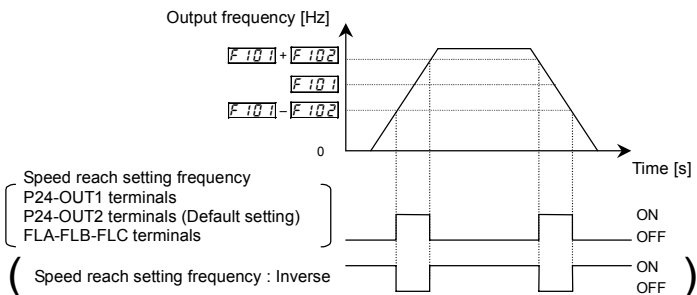 Output frequency [Hz]
F101 + F102
F101
F101 – F102
0
Time [s]
Speed reach setting frequency
P24-OUT1 terminals
P24-OUT2 terminals (Default setting)
FLA-FLB-FLC terminals
ON
OFF
( Speed reach setting frequency : Inverse
ON
OFF )